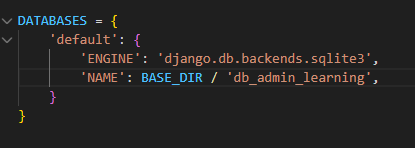 DATABASES = {
    'default': {
        'ENGINE': 'django.db.backends.sqlite3',
        'NAME': BASE_DIR / 'db_admin_learning',
    }
}